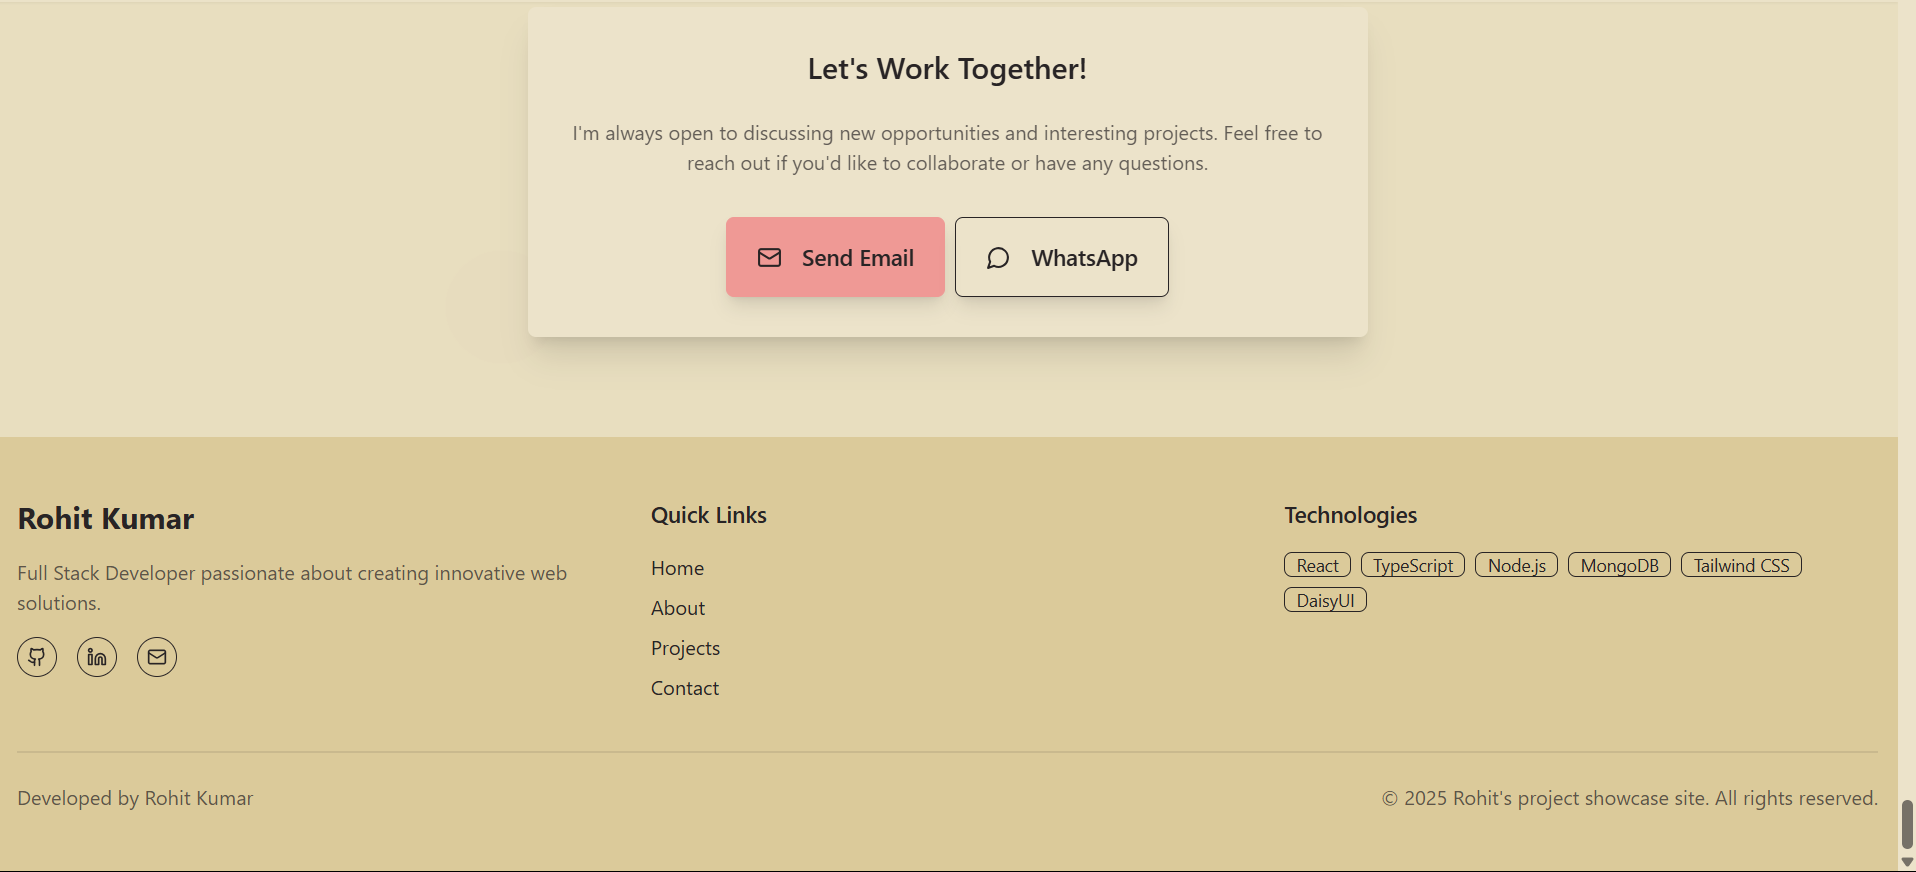 Let's Work Together!
I'm always open to discussing new opportunities and interesting projects. Feel free to
reach out if you'd like to collaborate or have any questions.
Send Email
WhatsApp
Rohit Kumar
Full Stack Developer passionate about creating innovative web
solutions.
Quick Links
Home
About
Projects
Contact
Technologies
React TypeScript Node.js MongoDB Tailwind CSS
DaisyUI
Developed by Rohit Kumar
© 2025 Rohit's project showcase site. All rights reserved.